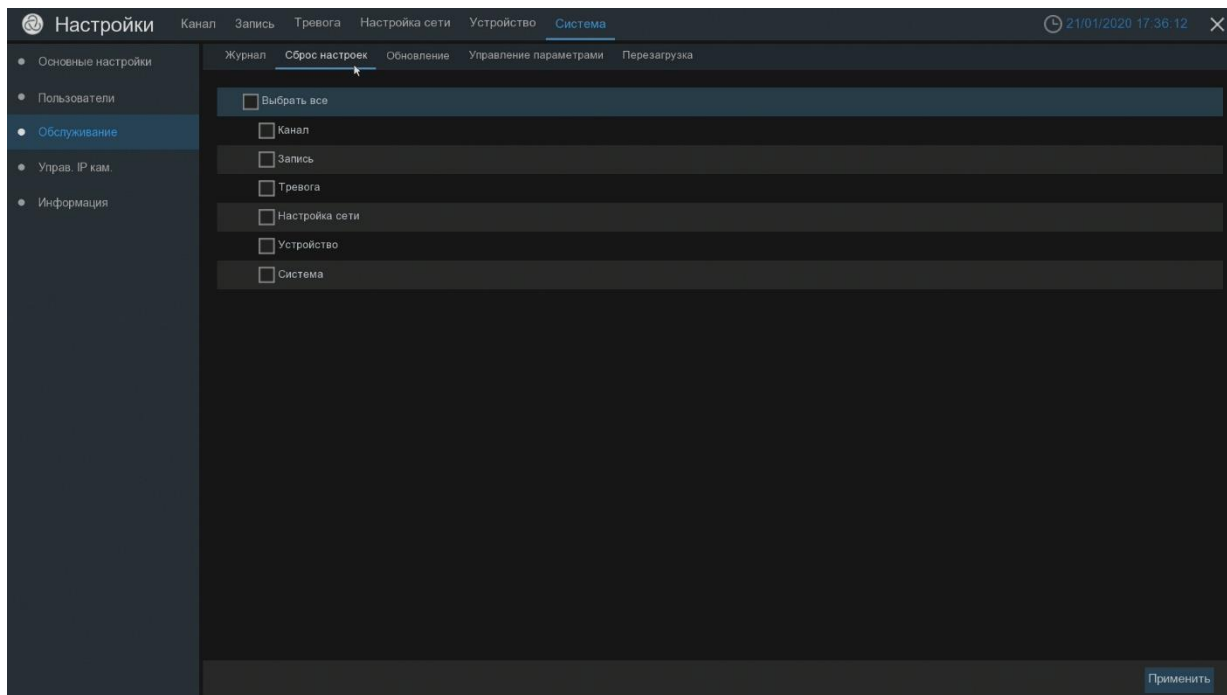 Настройки Канал Запись Тревога Настройка сети Устройство Система 21/01/2020 17:36:12
Журнал Сброс настроек Обновление Управление параметрами Перезагрузка
Основные настройки
Пользователи
Обслуживание
Управ. IP кам.
Информация
Выбрать все
Канал
Запись
Тревога
Настройка сети
Устройство
Система
Применить